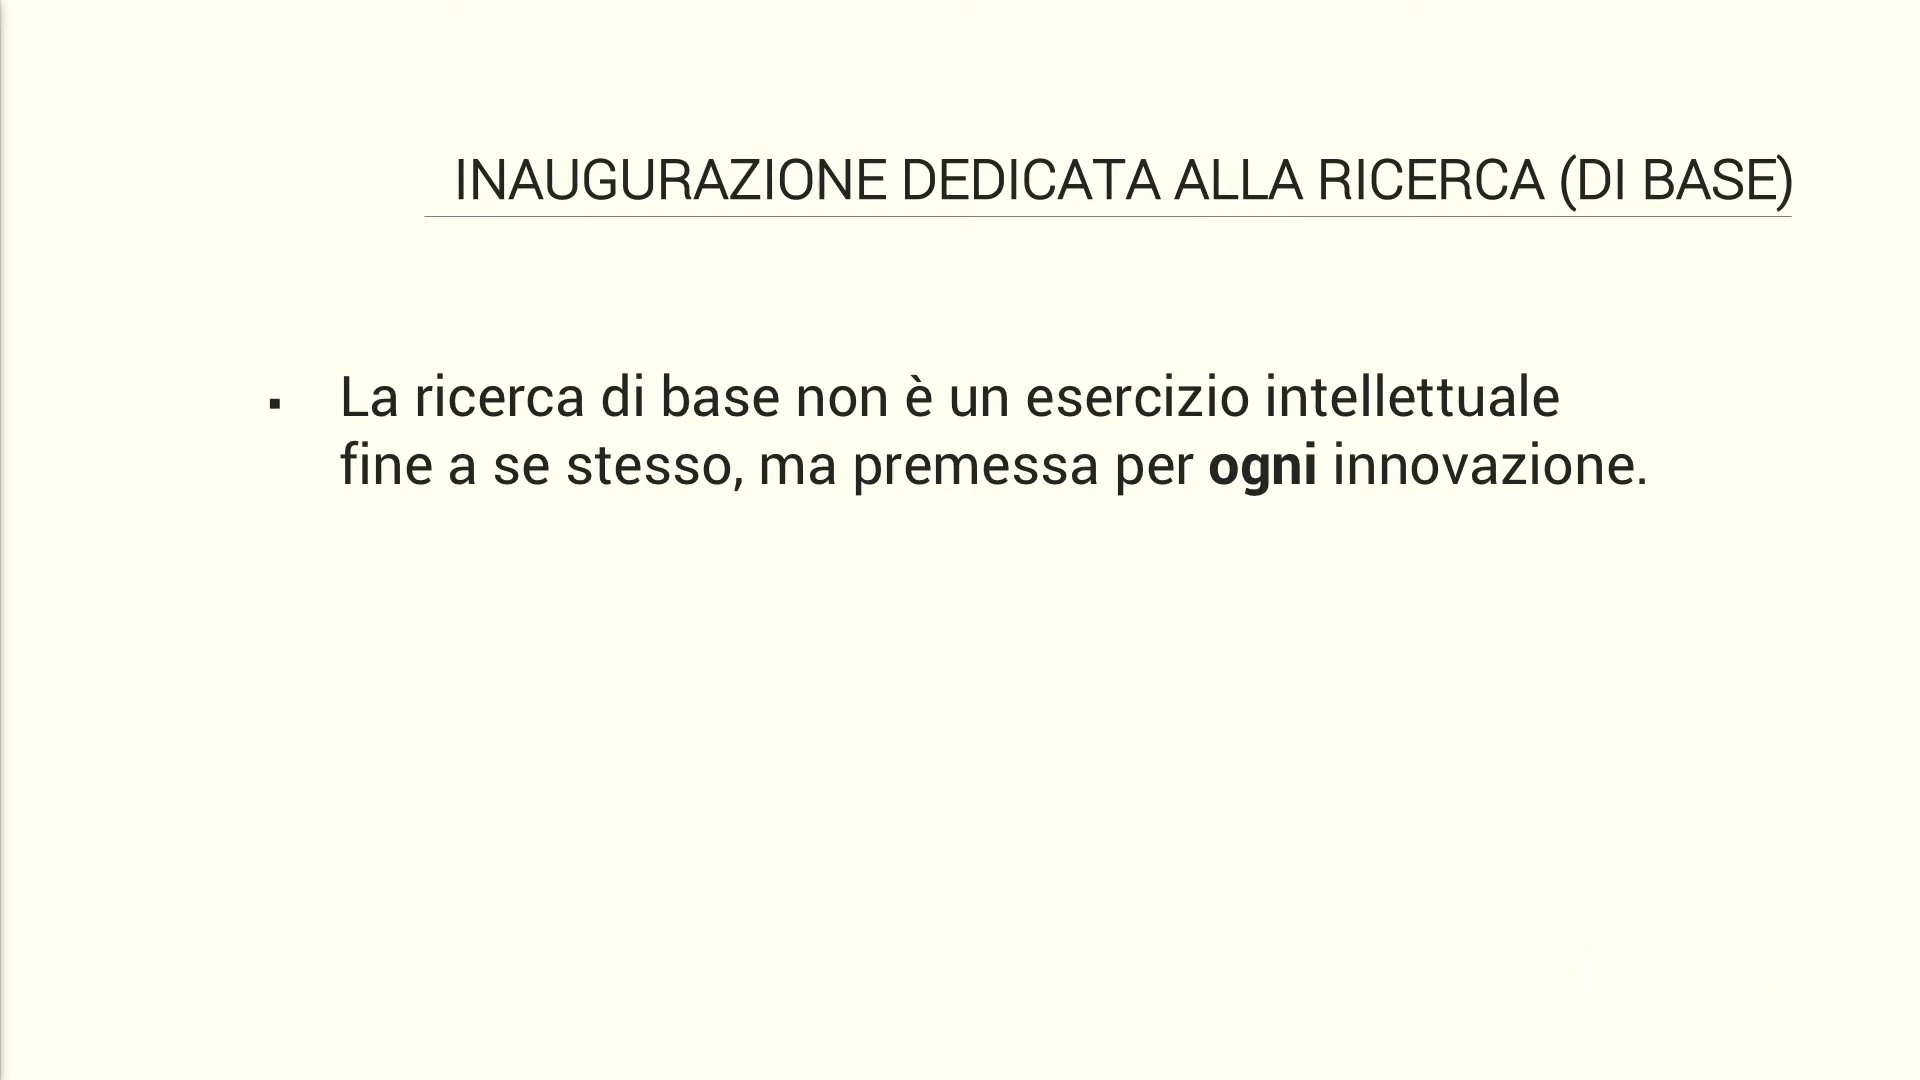 INAUGURAZIONE DEDICATA ALLA RICERCA (DI BASE)
▪ La ricerca di base non è un esercizio intellettuale
fine a se stesso, ma premessa per ogni innovazione.